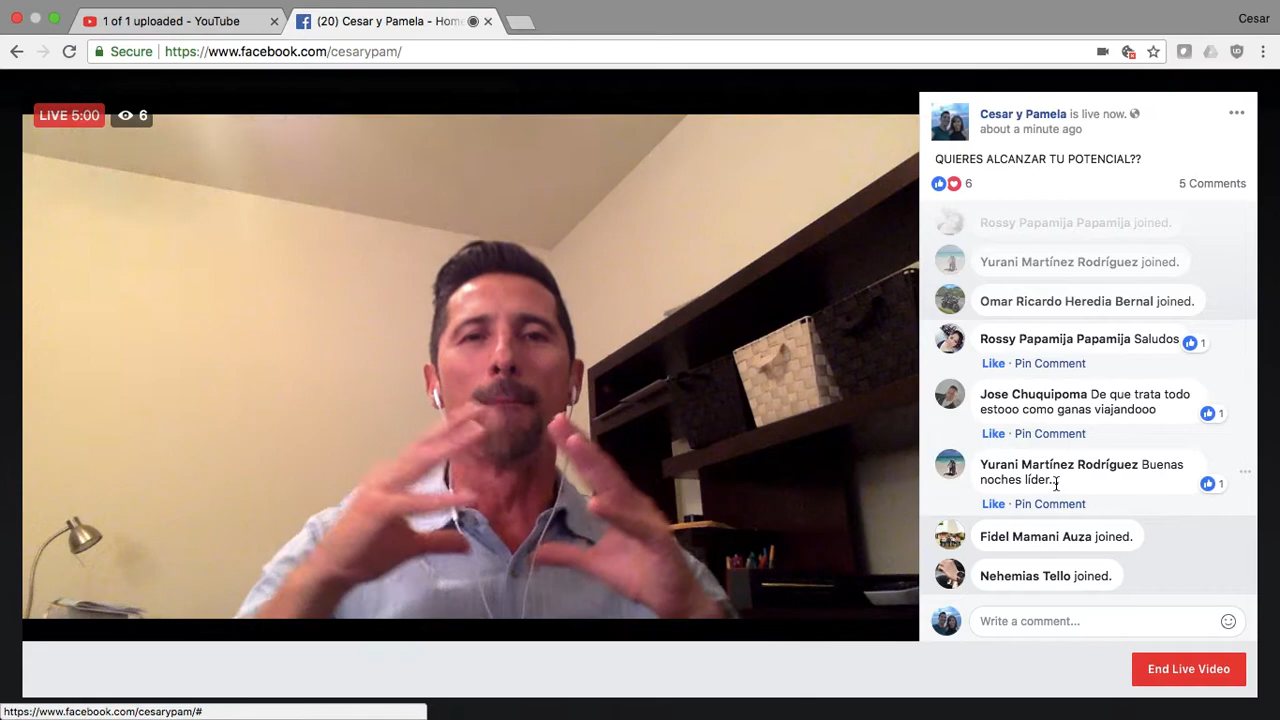 1 of 1 uploaded - YouTube
(20) Cesar y Pamela - Home
Cesar
Secure
https://www.facebook.com/cesarypam/
LIVE 5:00
6
Cesar y Pamela is live now.
about a minute ago
QUIERES ALCANZAR TU POTENCIAL??
6
5 Comments
Rossy Papamija Papamija joined.
Yurani Martínez Rodríguez joined.
Omar Ricardo Heredia Bernal joined.
Rossy Papamija Papamija Saludos
1
Like · Pin Comment
Jose Chuquipoma De que trata todo
estooo como ganas viajandooo
1
Like · Pin Comment
Yurani Martínez Rodríguez Buenas
noches líder..
1
Like · Pin Comment
Fidel Mamani Auza joined.
Nehemias Tello joined.
Write a comment...
End Live Video
https://www.facebook.com/cesarypam/#